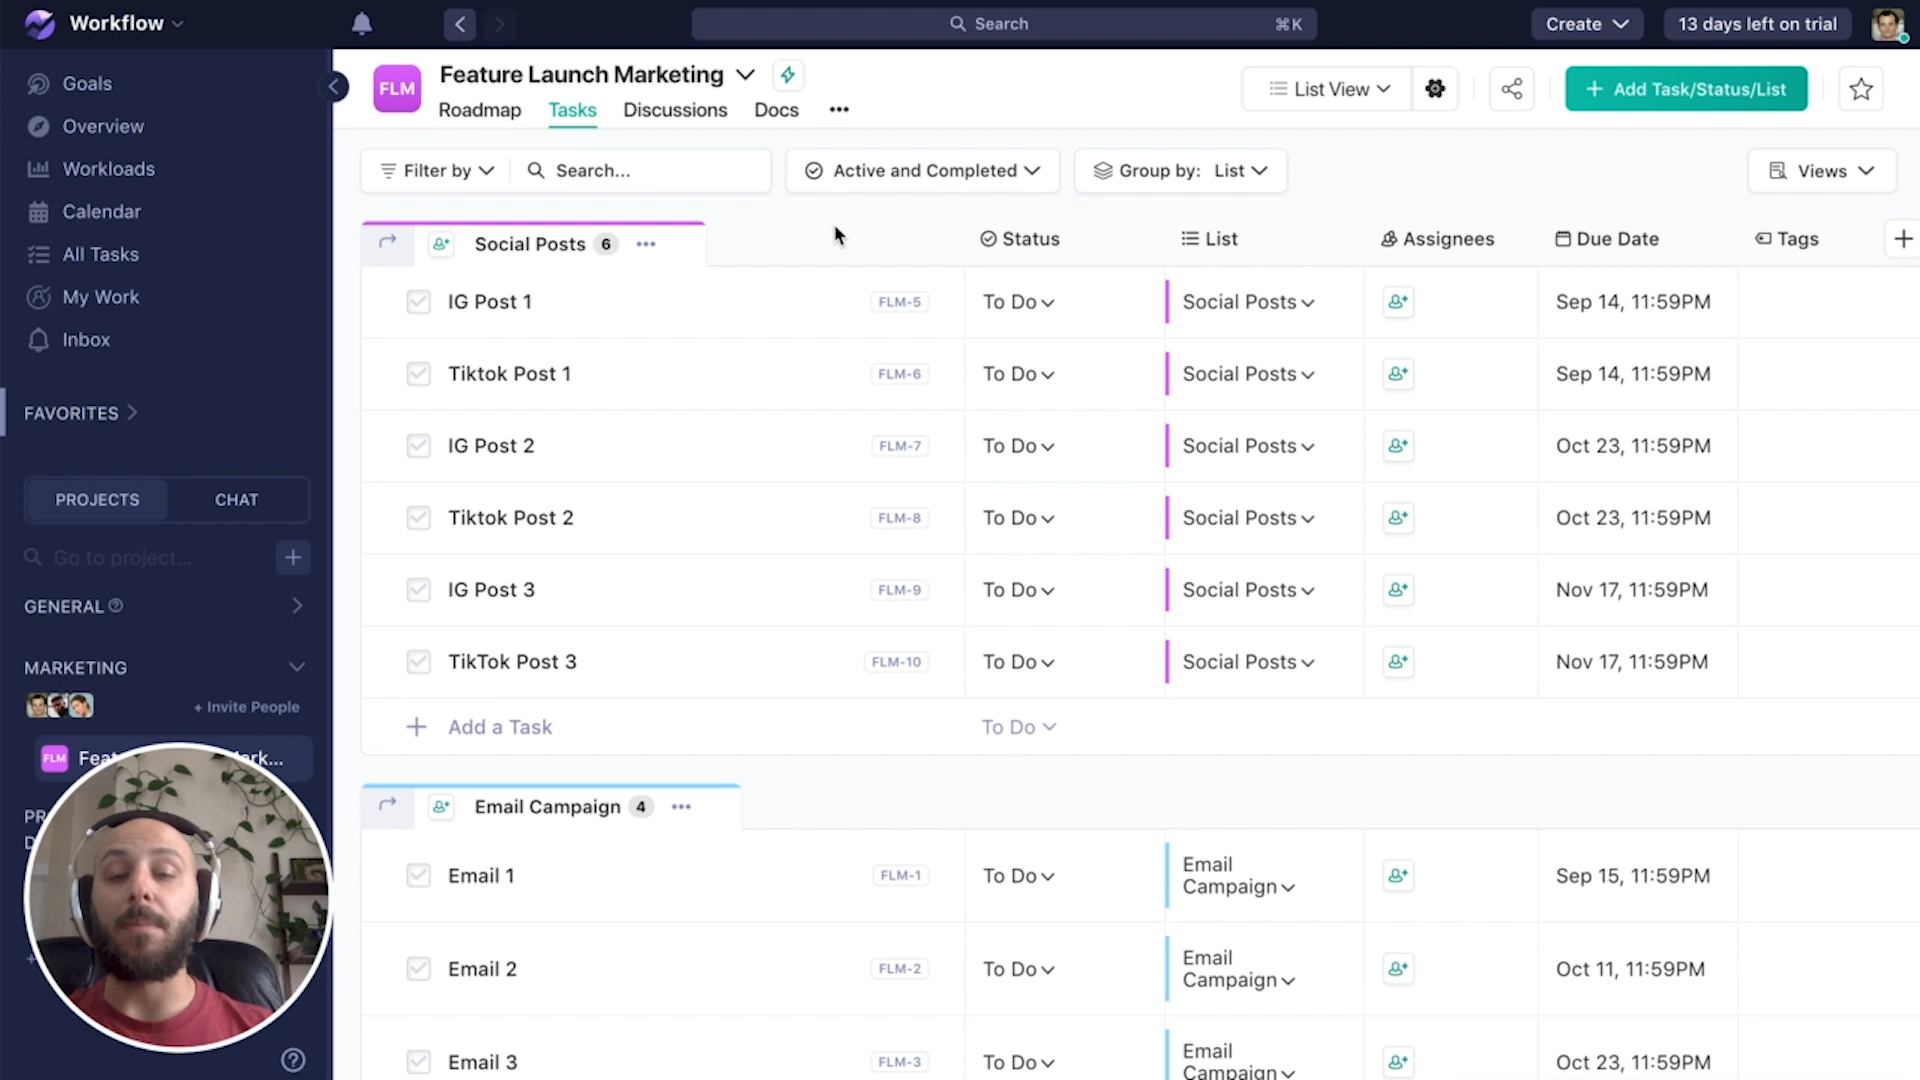 Workflow
Search
⌘K
Create
13 days left on trial
Goals
Overview
Workloads
Calendar
All Tasks
My Work
Inbox
FAVORITES
PROJECTS
CHAT
Go to project...
GENERAL
MARKETING
+ Invite People
FLM
FLM
Feature Launch Marketing
Roadmap
Tasks
Discussions
Docs
List View
Add Task/Status/List
Filter by
Search...
Active and Completed
Group by: List
Views
Social Posts 6
Status
List
Assignees
Due Date
Tags
IG Post 1 FLM-5 To Do Social Posts Sep 14, 11:59PM
Tiktok Post 1 FLM-6 To Do Social Posts Sep 14, 11:59PM
IG Post 2 FLM-7 To Do Social Posts Oct 23, 11:59PM
Tiktok Post 2 FLM-8 To Do Social Posts Oct 23, 11:59PM
IG Post 3 FLM-9 To Do Social Posts Nov 17, 11:59PM
TikTok Post 3 FLM-10 To Do Social Posts Nov 17, 11:59PM
Add a Task To Do
Email Campaign 4
Email 1 FLM-1 To Do Email Campaign Sep 15, 11:59PM
Email 2 FLM-2 To Do Email Campaign Oct 11, 11:59PM
Email 3 FLM-3 To Do Email Campaign Oct 23, 11:59PM